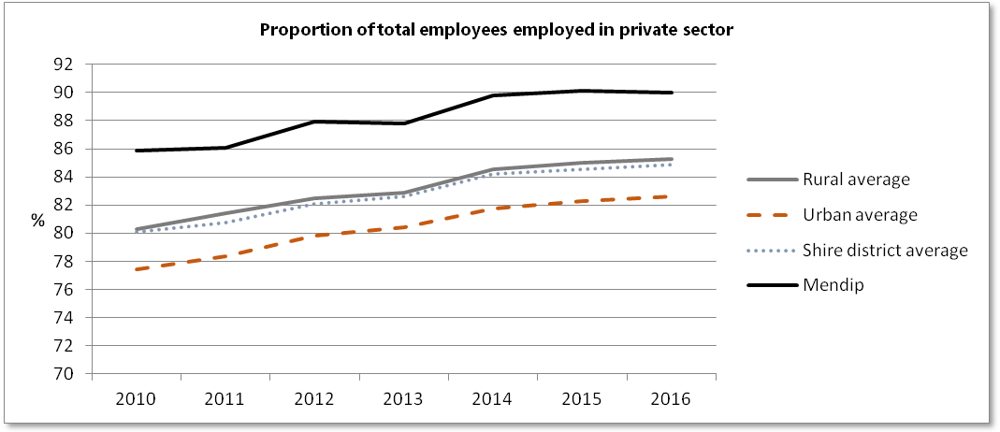 Proportion of total employees employed in private sector
92
90
88
86
84
82
80
78
76
74
72
70
%
2010 2011 2012 2013 2014 2015 2016
Rural average
Urban average
Shire district average
Mendip